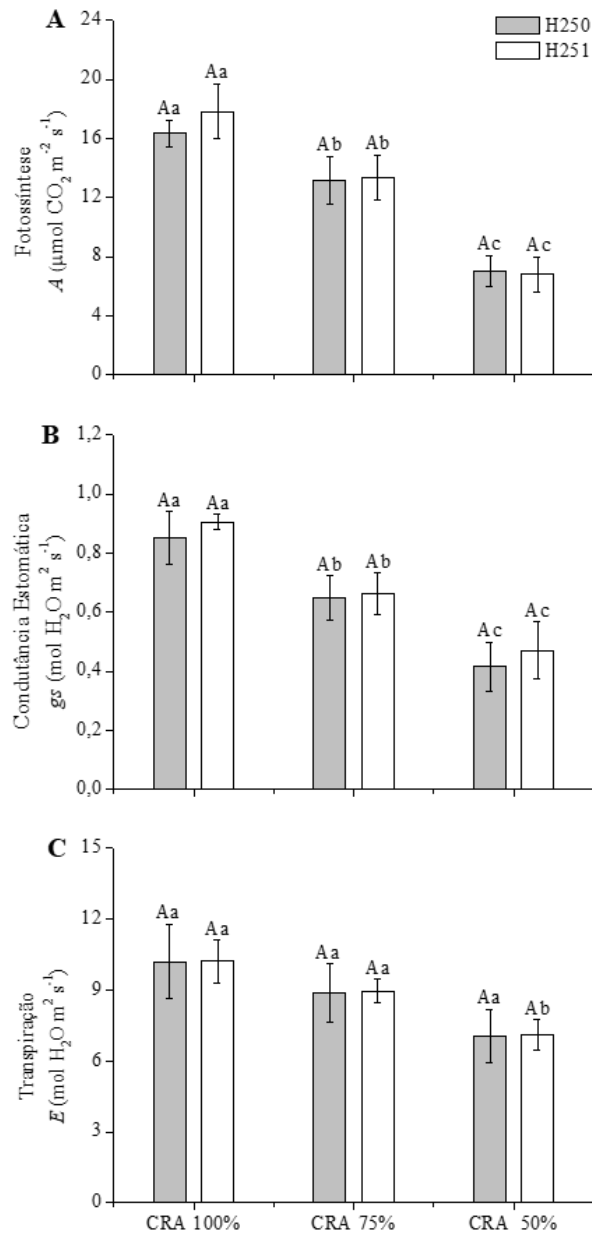 A
H250
H251
Fotossíntese
A (μmol CO₂ m⁻² s⁻¹)
24
20
16
12
8
4
0
Aa
Aa
Ab
Ab
Ac
Ac
B
Condutância Estomática
gs (mol H₂O m² s⁻¹)
1,2
1,0
0,8
0,6
0,4
0,2
0,0
Aa
Aa
Ab
Ab
Ac
Ac
C
Transpiração
E (mol H₂O m² s⁻¹)
15
12
9
6
3
0
Aa
Aa
Aa
Aa
Aa
Ab
CRA 100%
CRA 75%
CRA 50%